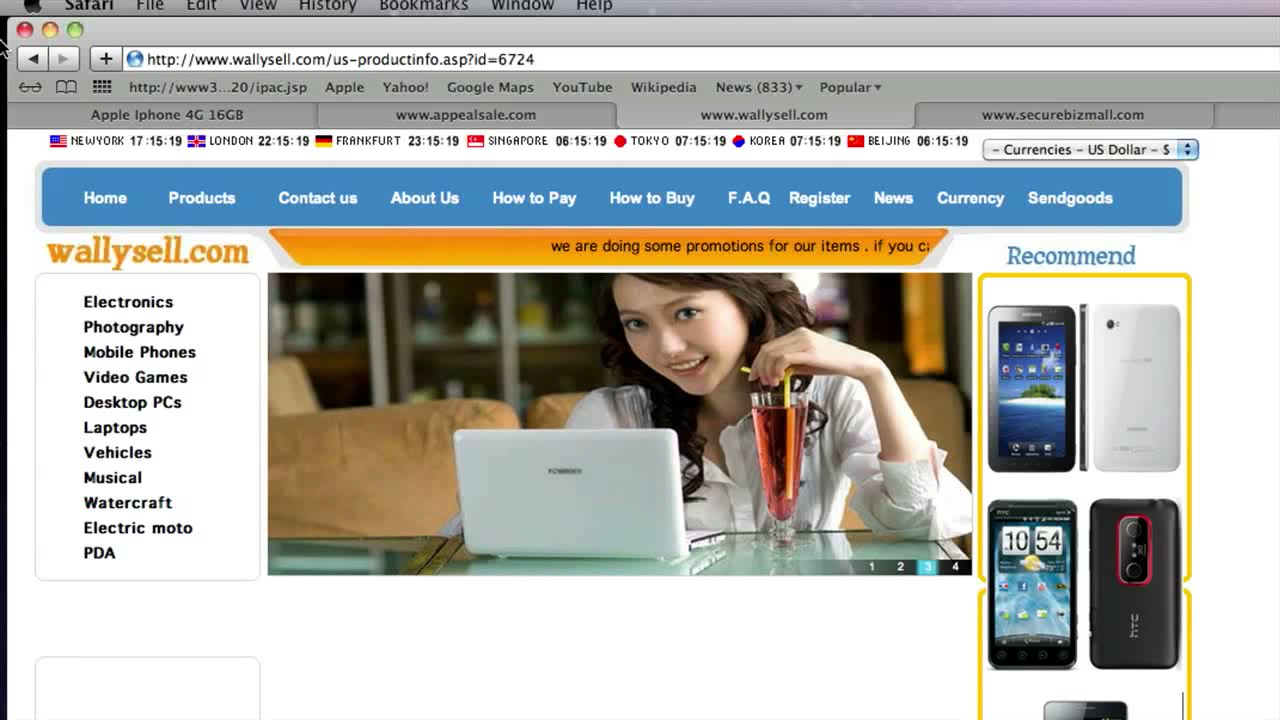 Safari File Edit View History Bookmarks Window Help
http://www.wallysell.com/us-productinfo.asp?id=6724
http://www3...20/ipac.jsp Apple Yahoo! Google Maps YouTube Wikipedia News (833)▾ Popular▾
Apple Iphone 4G 16GB www.appealsale.com www.wallysell.com www.securebizmall.com
NEWYORK 17:15:19 LONDON 22:15:19 FRANKFURT 23:15:19 SINGAPORE 06:15:19 TOKYO 07:15:19 KOREA 07:15:19 BEIJING 06:15:19
- Currencies - US Dollar - $
Home Products Contact us About Us How to Pay How to Buy F.A.Q Register News Currency Sendgoods
wallysell.com
we are doing some promotions for our items . if you ca
Recommend
Electronics
Photography
Mobile Phones
Video Games
Desktop PCs
Laptops
Vehicles
Musical
Watercraft
Electric moto
PDA
1 2 3 4
SAMSUNG
hTC
10 54
hTC